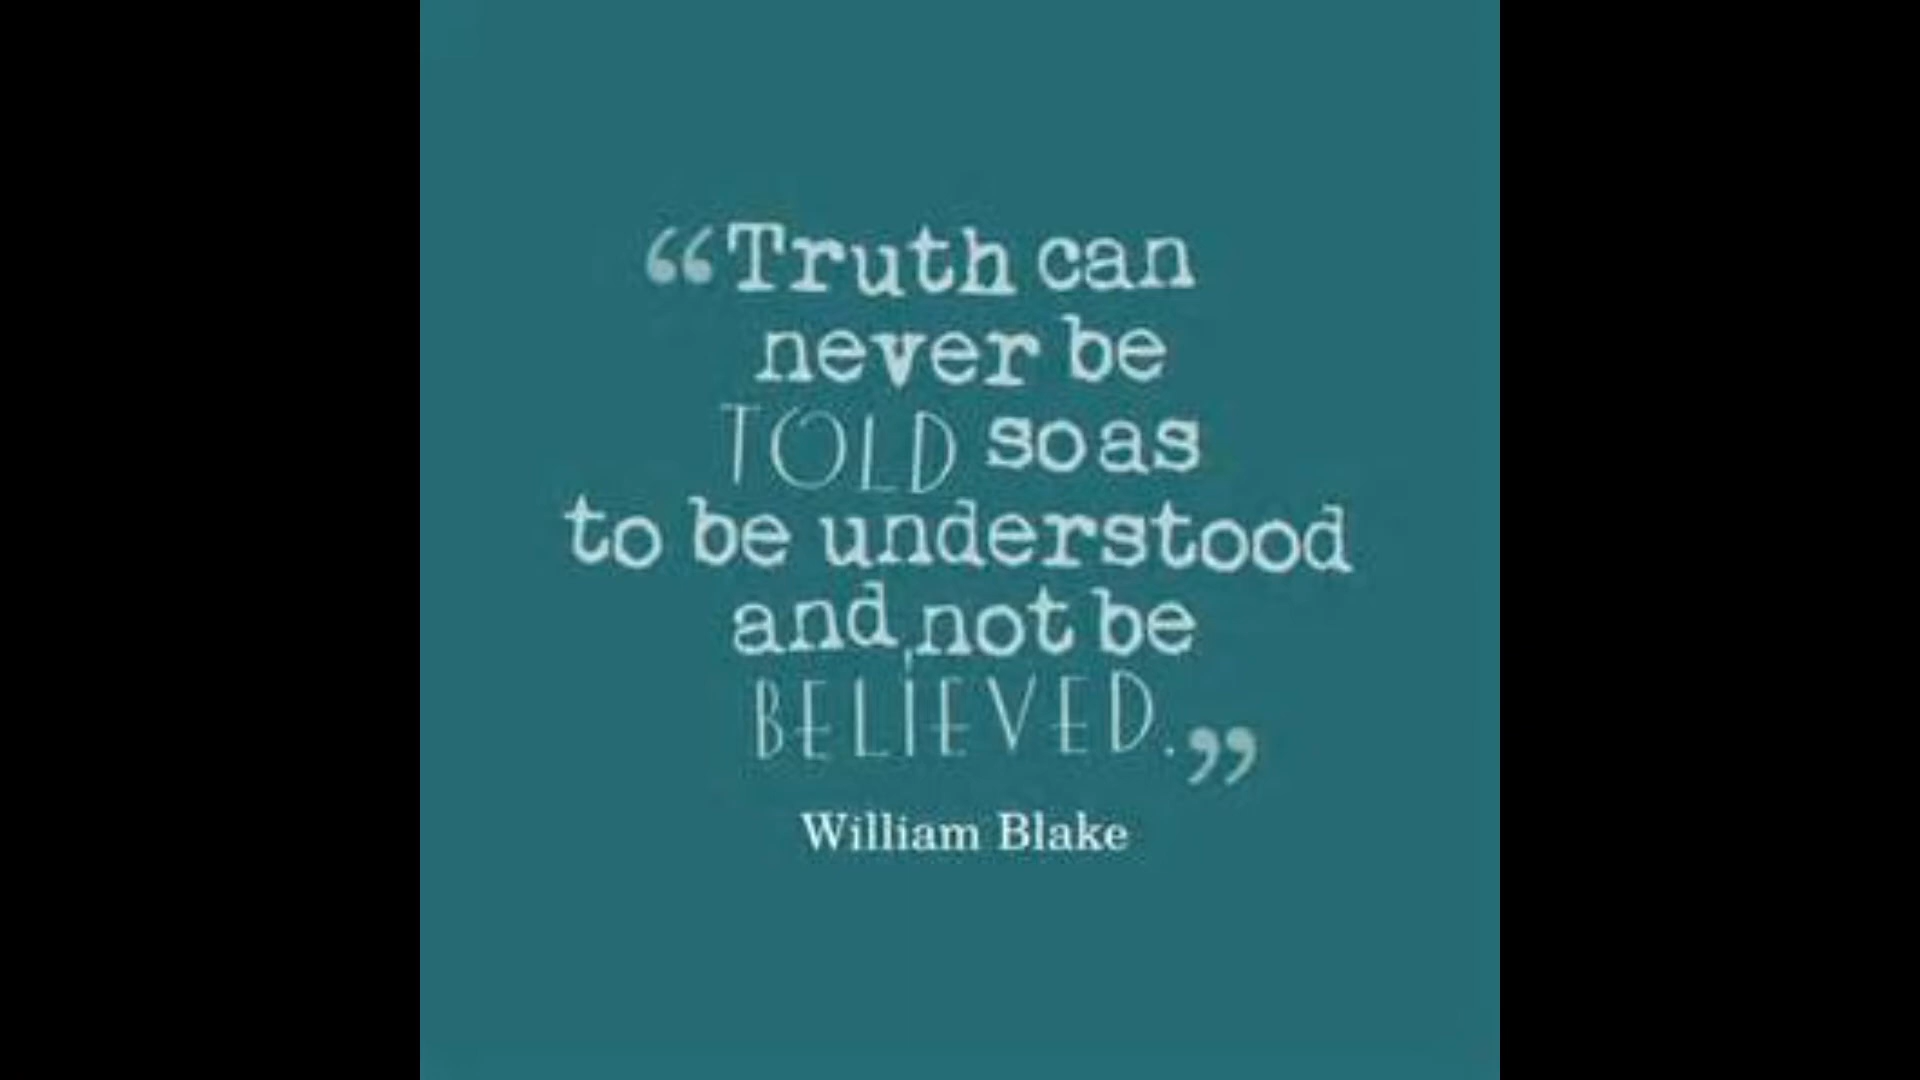 “Truth can
never be
TOLD so as
to be understood
and not be
BELIEVED.”
William Blake